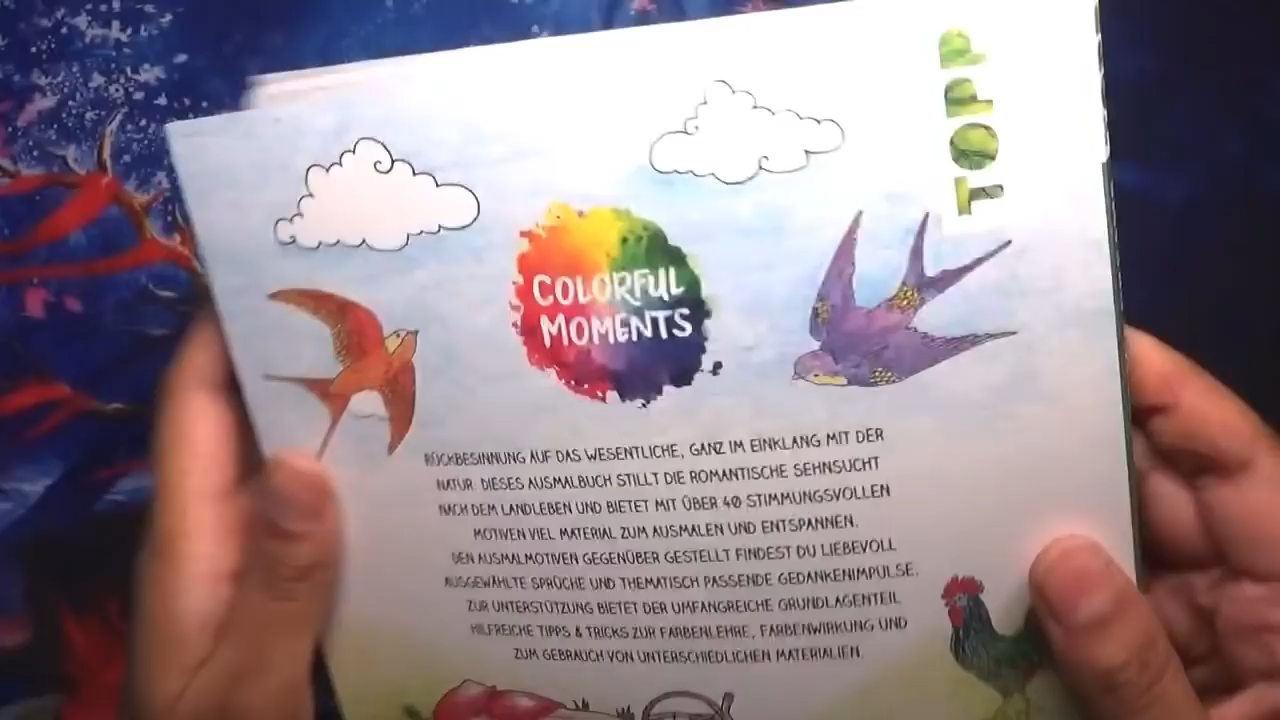 TOPP
COLORFUL
MOMENTS
RÜCKBESINNUNG AUF DAS WESENTLICHE, GANZ IM EINKLANG MIT DER
NATUR. DIESES AUSMALBUCH STILLT DIE ROMANTISCHE SEHNSUCHT
NACH DEM LANDLEBEN UND BIETET MIT ÜBER 40 STIMMUNGSVOLLEN
MOTIVEN VIEL MATERIAL ZUM AUSMALEN UND ENTSPANNEN.
DEN AUSMALMOTIVEN GEGENÜBER GESTELLT FINDEST DU LIEBEVOLL
AUSGEWÄHLTE SPRÜCHE UND THEMATISCH PASSENDE GEDANKENIMPULSE.
ZUR UNTERSTÜTZUNG BIETET DER UMFANGREICHE GRUNDLAGENTEIL
HILFREICHE TIPPS & TRICKS ZUR FARBENLEHRE, FARBENWIRKUNG UND
ZUM GEBRAUCH VON UNTERSCHIEDLICHEN MATERIALIEN.